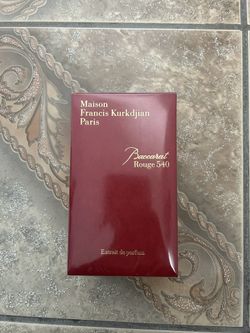 Maison
Francis Kurkdjian
Paris
Baccarat
Rouge 540
Extrait de parfum